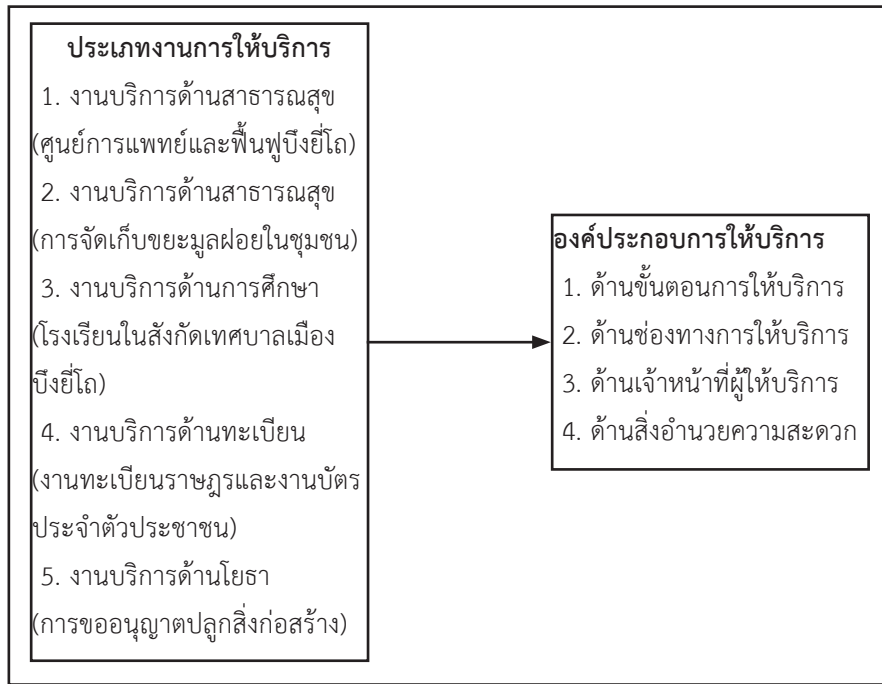 ประเภทงานการให้บริการ
1. งานบริการด้านสาธารณสุข
(ศูนย์การแพทย์และฟื้นฟูบึงยี่โถ)
2. งานบริการด้านสาธารณสุข
(การจัดเก็บขยะมูลฝอยในชุมชน)
3. งานบริการด้านการศึกษา
(โรงเรียนในสังกัดเทศบาลเมือง
บึงยี่โถ)
4. งานบริการด้านทะเบียน
(งานทะเบียนราษฎรและงานบัตร
ประจำตัวประชาชน)
5. งานบริการด้านโยธา
(การขออนุญาตปลูกสิ่งก่อสร้าง)
องค์ประกอบการให้บริการ
1. ด้านขั้นตอนการให้บริการ
2. ด้านช่องทางการให้บริการ
3. ด้านเจ้าหน้าที่ผู้ให้บริการ
4. ด้านสิ่งอำนวยความสะดวก